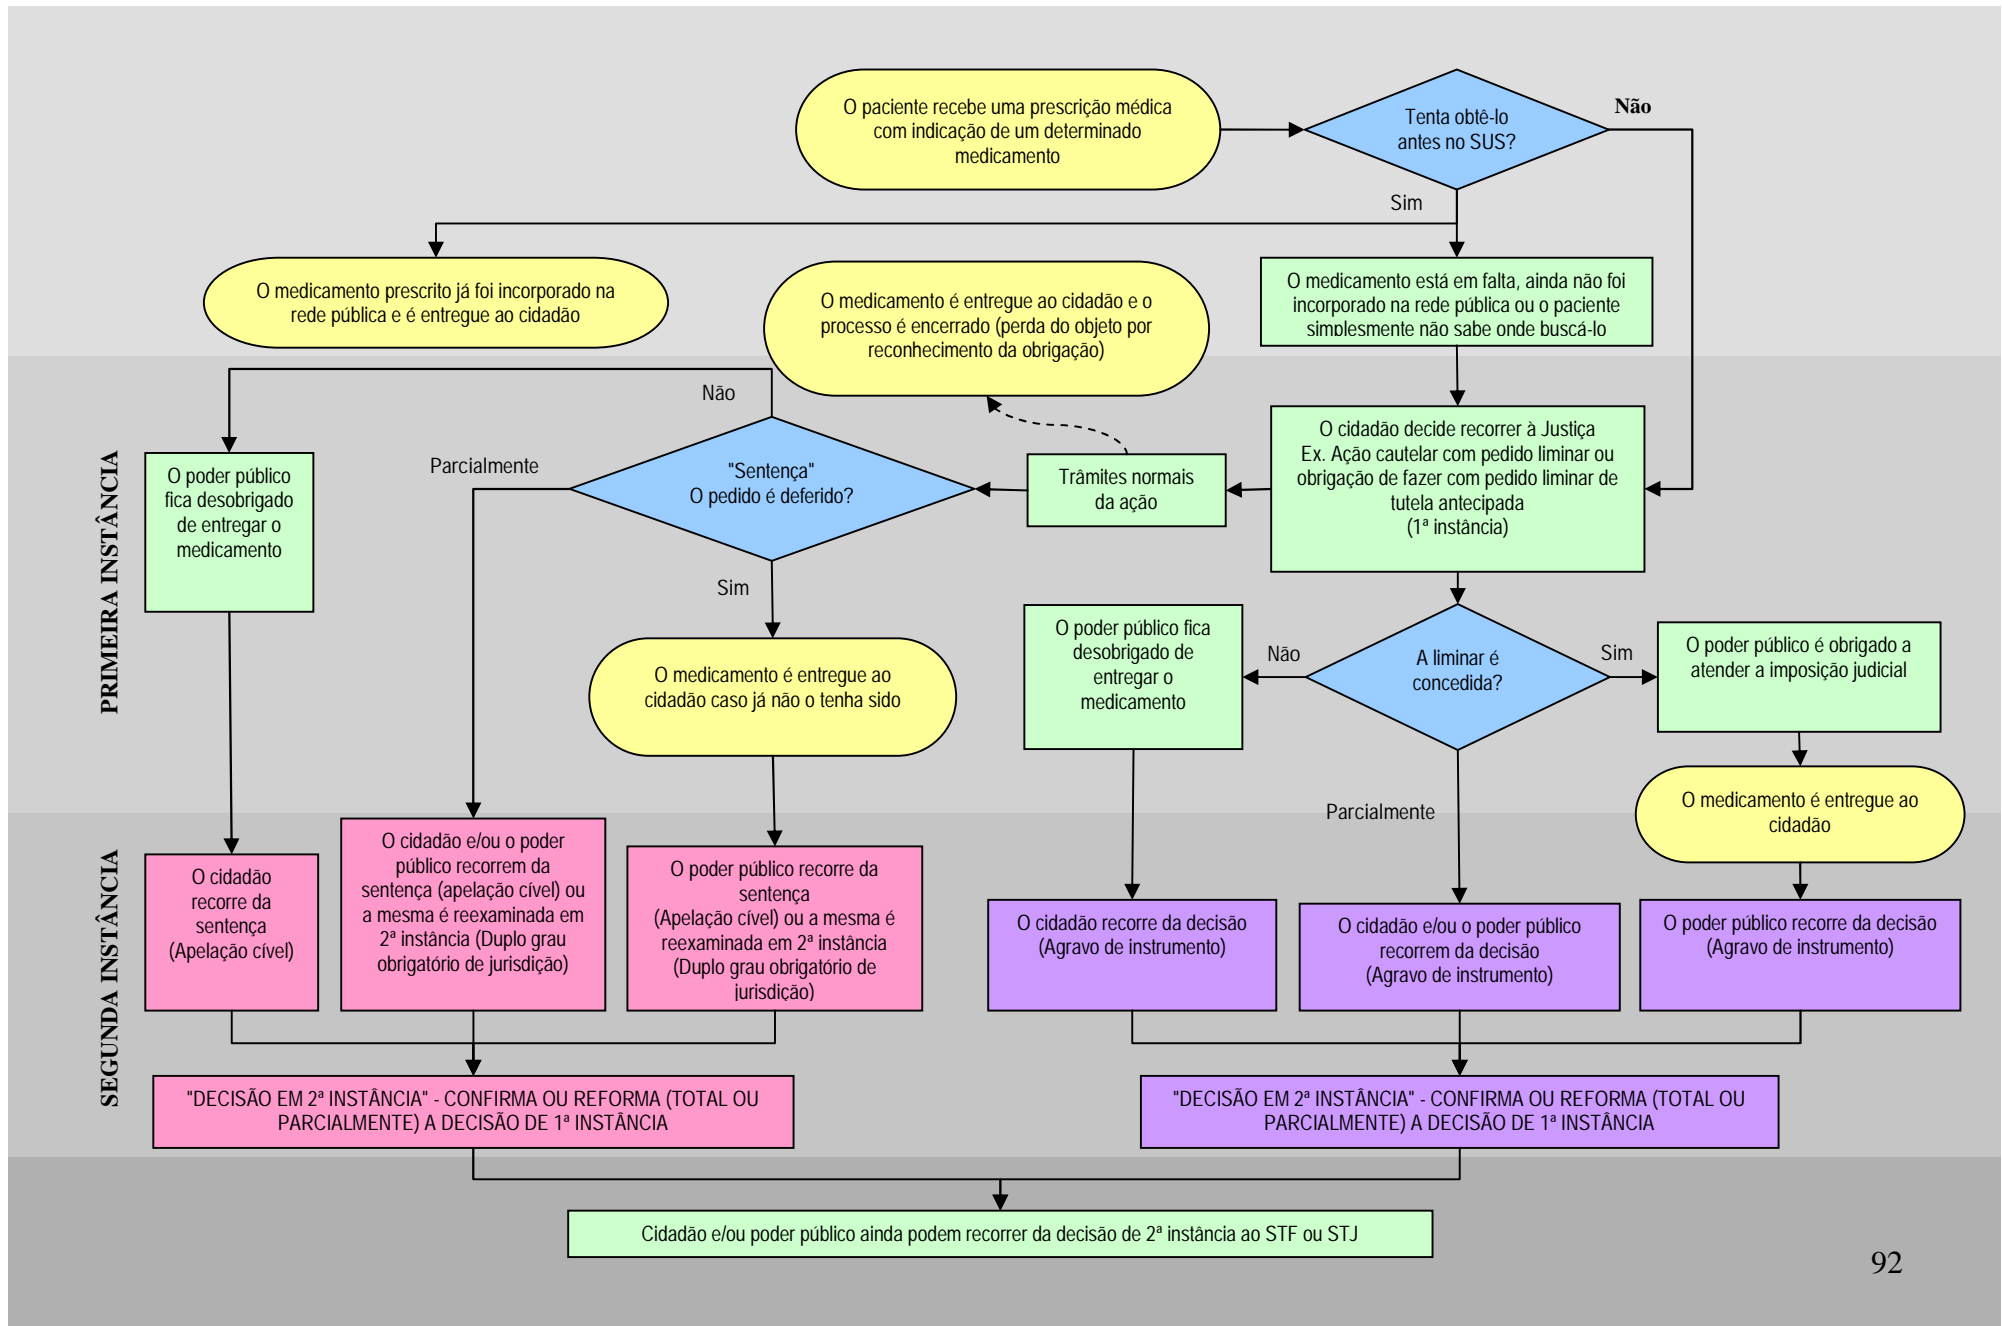 O paciente recebe uma prescrição médica
com indicação de um determinado
medicamento
Tenta obtê-lo
antes no SUS?
Não
Sim
O medicamento prescrito já foi incorporado na
rede pública e é entregue ao cidadão
O medicamento é entregue ao cidadão e o
processo é encerrado (perda do objeto por
reconhecimento da obrigação)
O medicamento está em falta, ainda não foi
incorporado na rede pública ou o paciente
simplesmente não sabe onde buscá-lo
PRIMEIRA INSTÂNCIA
Não
O poder público
fica desobrigado
de entregar o
medicamento
Parcialmente
"Sentença"
O pedido é deferido?
Trâmites normais
da ação
O cidadão decide recorrer à Justiça
Ex. Ação cautelar com pedido liminar ou
obrigação de fazer com pedido liminar de
tutela antecipada
(1ª instância)
Sim
O medicamento é entregue ao
cidadão caso já não o tenha sido
O poder público fica
desobrigado de
entregar o
medicamento
Não
A liminar é
concedida?
Sim
O poder público é obrigado a
atender a imposição judicial
Parcialmente
O medicamento é entregue ao
cidadão
SEGUNDA INSTÂNCIA
O cidadão
recorre da
sentença
(Apelação cível)
O cidadão e/ou o poder
público recorrem da
sentença (apelação cível) ou
a mesma é reexaminada em
2ª instância (Duplo grau
obrigatório de jurisdição)
O poder público recorre da
sentença
(Apelação cível) ou a mesma é
reexaminada em 2ª instância
(Duplo grau obrigatório de
jurisdição)
O cidadão recorre da decisão
(Agravo de instrumento)
O cidadão e/ou o poder público
recorrem da decisão
(Agravo de instrumento)
O poder público recorre da decisão
(Agravo de instrumento)
"DECISÃO EM 2ª INSTÂNCIA" - CONFIRMA OU REFORMA (TOTAL OU
PARCIALMENTE) A DECISÃO DE 1ª INSTÂNCIA
"DECISÃO EM 2ª INSTÂNCIA" - CONFIRMA OU REFORMA (TOTAL OU
PARCIALMENTE) A DECISÃO DE 1ª INSTÂNCIA
Cidadão e/ou poder público ainda podem recorrer da decisão de 2ª instância ao STF ou STJ
92